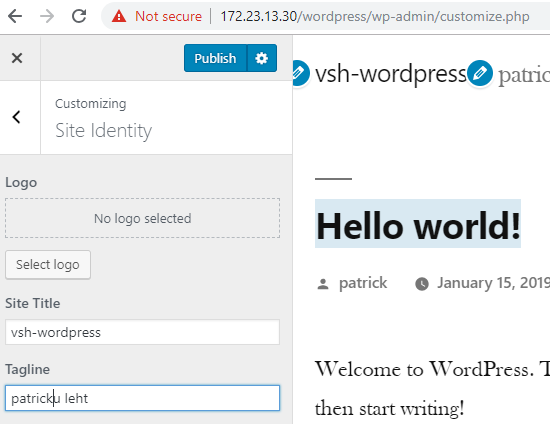 Not secure | 172.23.13.30/wordpress/wp-admin/customize.php
Publish
Customizing
Site Identity
Logo
No logo selected
Select logo
Site Title
vsh-wordpress
Tagline
patricku leht
vsh-wordpress patric
Hello world!
patrick January 15, 2019
Welcome to WordPress. T
then start writing!